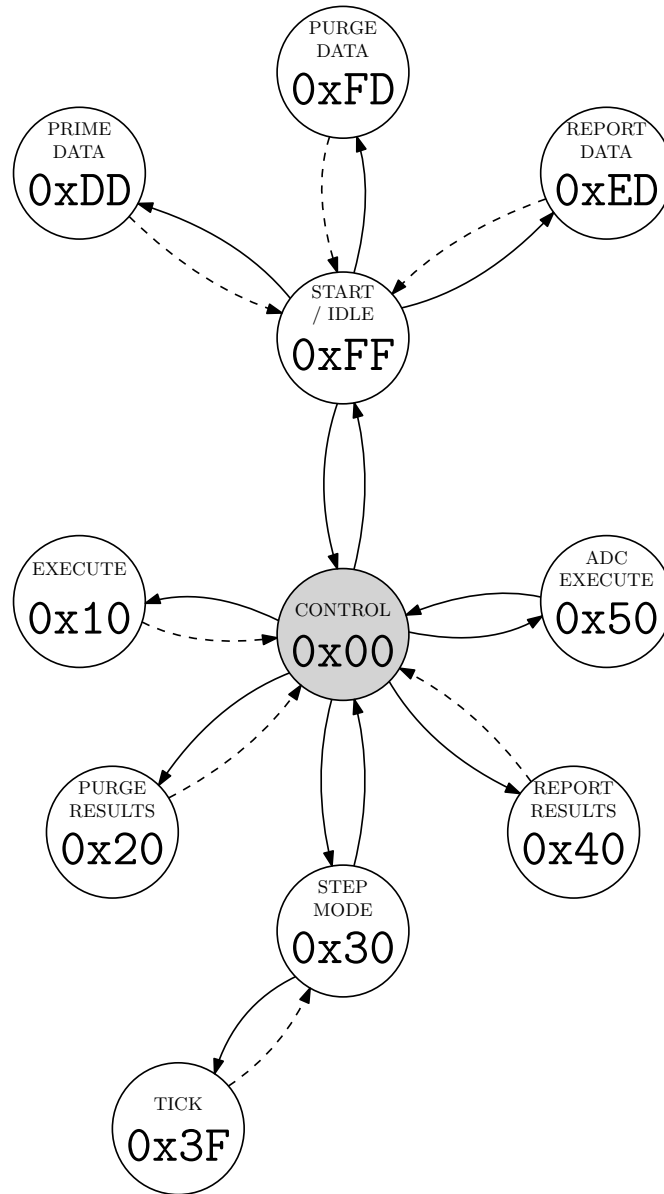 PURGE
DATA
0xFD
PRIME
DATA
0xDD
REPORT
DATA
0xED
START
/ IDLE
0xFF
EXECUTE
0x10
CONTROL
0x00
ADC
EXECUTE
0x50
PURGE
RESULTS
0x20
REPORT
RESULTS
0x40
STEP
MODE
0x30
TICK
0x3F